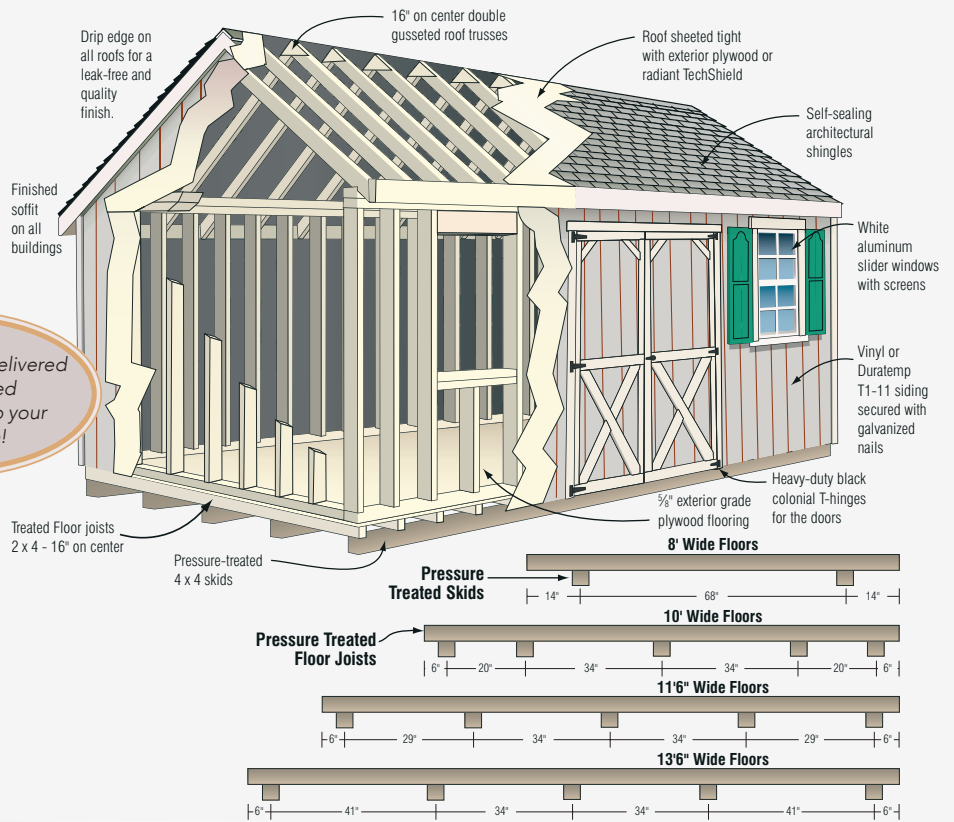 Drip edge on
all roofs for a
leak-free and
quality
finish.
16" on center double
gusseted roof trusses
Roof sheeted tight
with exterior plywood or
radiant TechShield
Self-sealing
architectural
shingles
Finished
soffit
on all
buildings
White
aluminum
slider windows
with screens
elivered
ed
o your
!
Vinyl or
Duratemp
T1-11 siding
secured with
galvanized
nails
Heavy-duty black
colonial T-hinges
for the doors
⅝" exterior grade
plywood flooring
Treated Floor joists
2 x 4 - 16" on center
Pressure-treated
4 x 4 skids
8' Wide Floors
Pressure
Treated Skids
14" 68" 14"
10' Wide Floors
Pressure Treated
Floor Joists
6" 20" 34" 34" 20" 6"
11'6" Wide Floors
6" 29" 34" 34" 29" 6"
13'6" Wide Floors
6" 41" 34" 34" 41" 6"